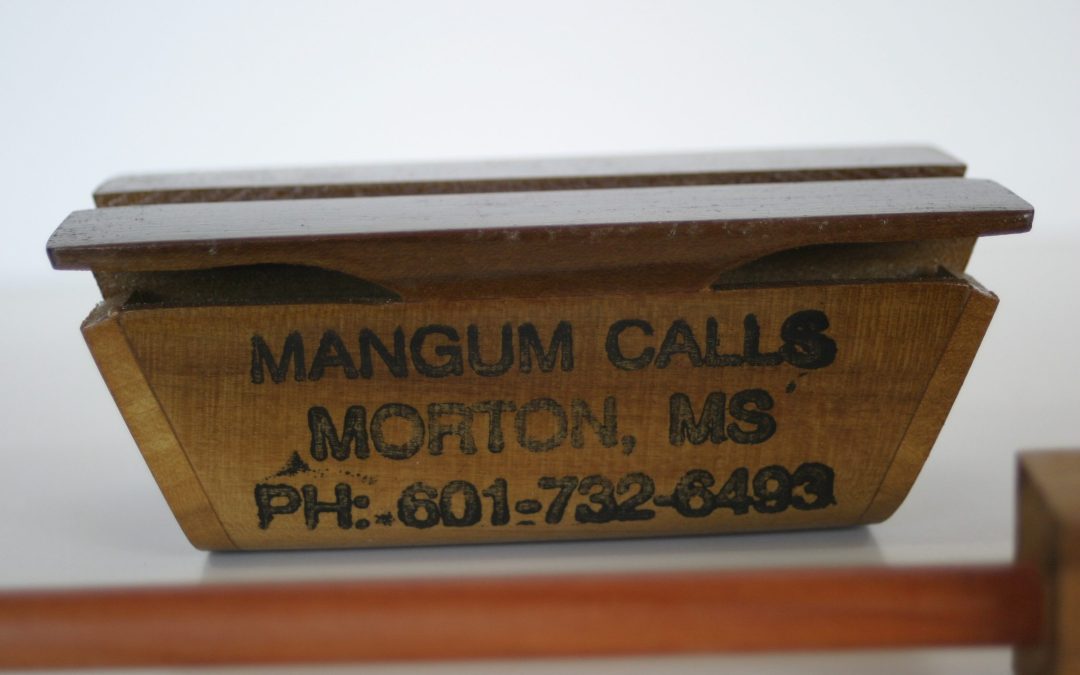 MANGUM CALLS
MORTON, MS
PH: 601-732-6493